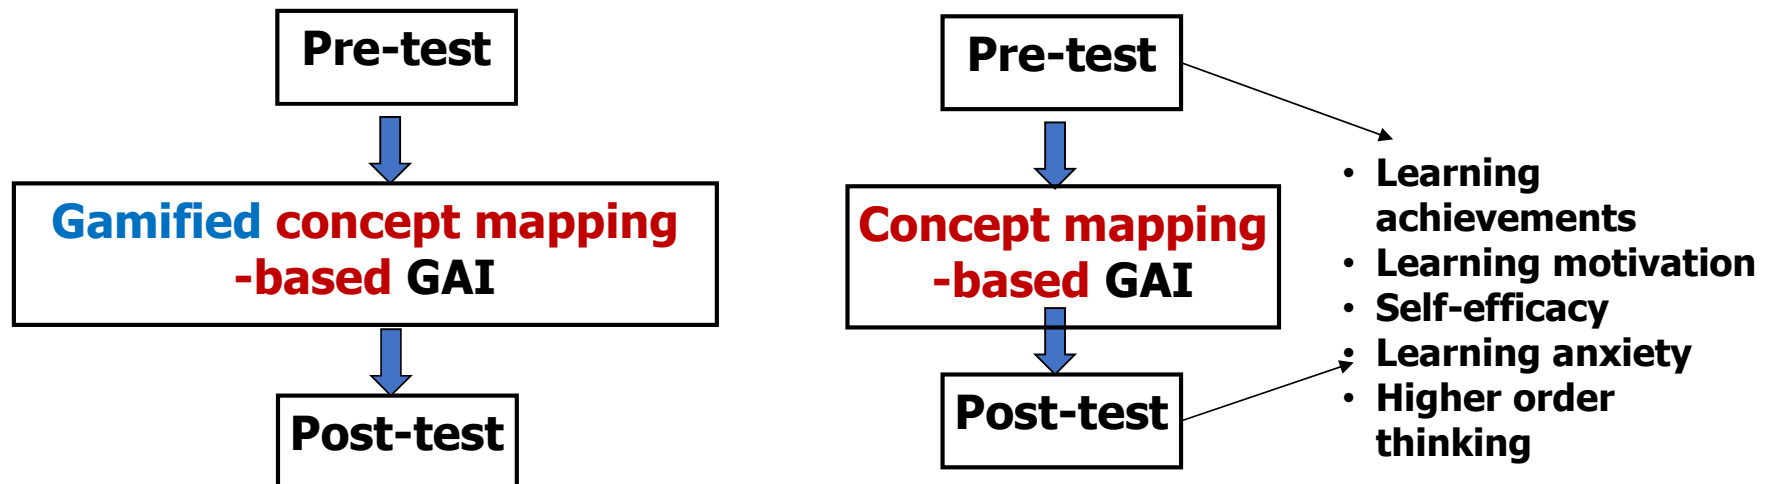 Pre-test
Gamified concept mapping
-based GAI
Post-test
Pre-test
Concept mapping
-based GAI
Post-test
• Learning
achievements
• Learning motivation
• Self-efficacy
• Learning anxiety
• Higher order
thinking